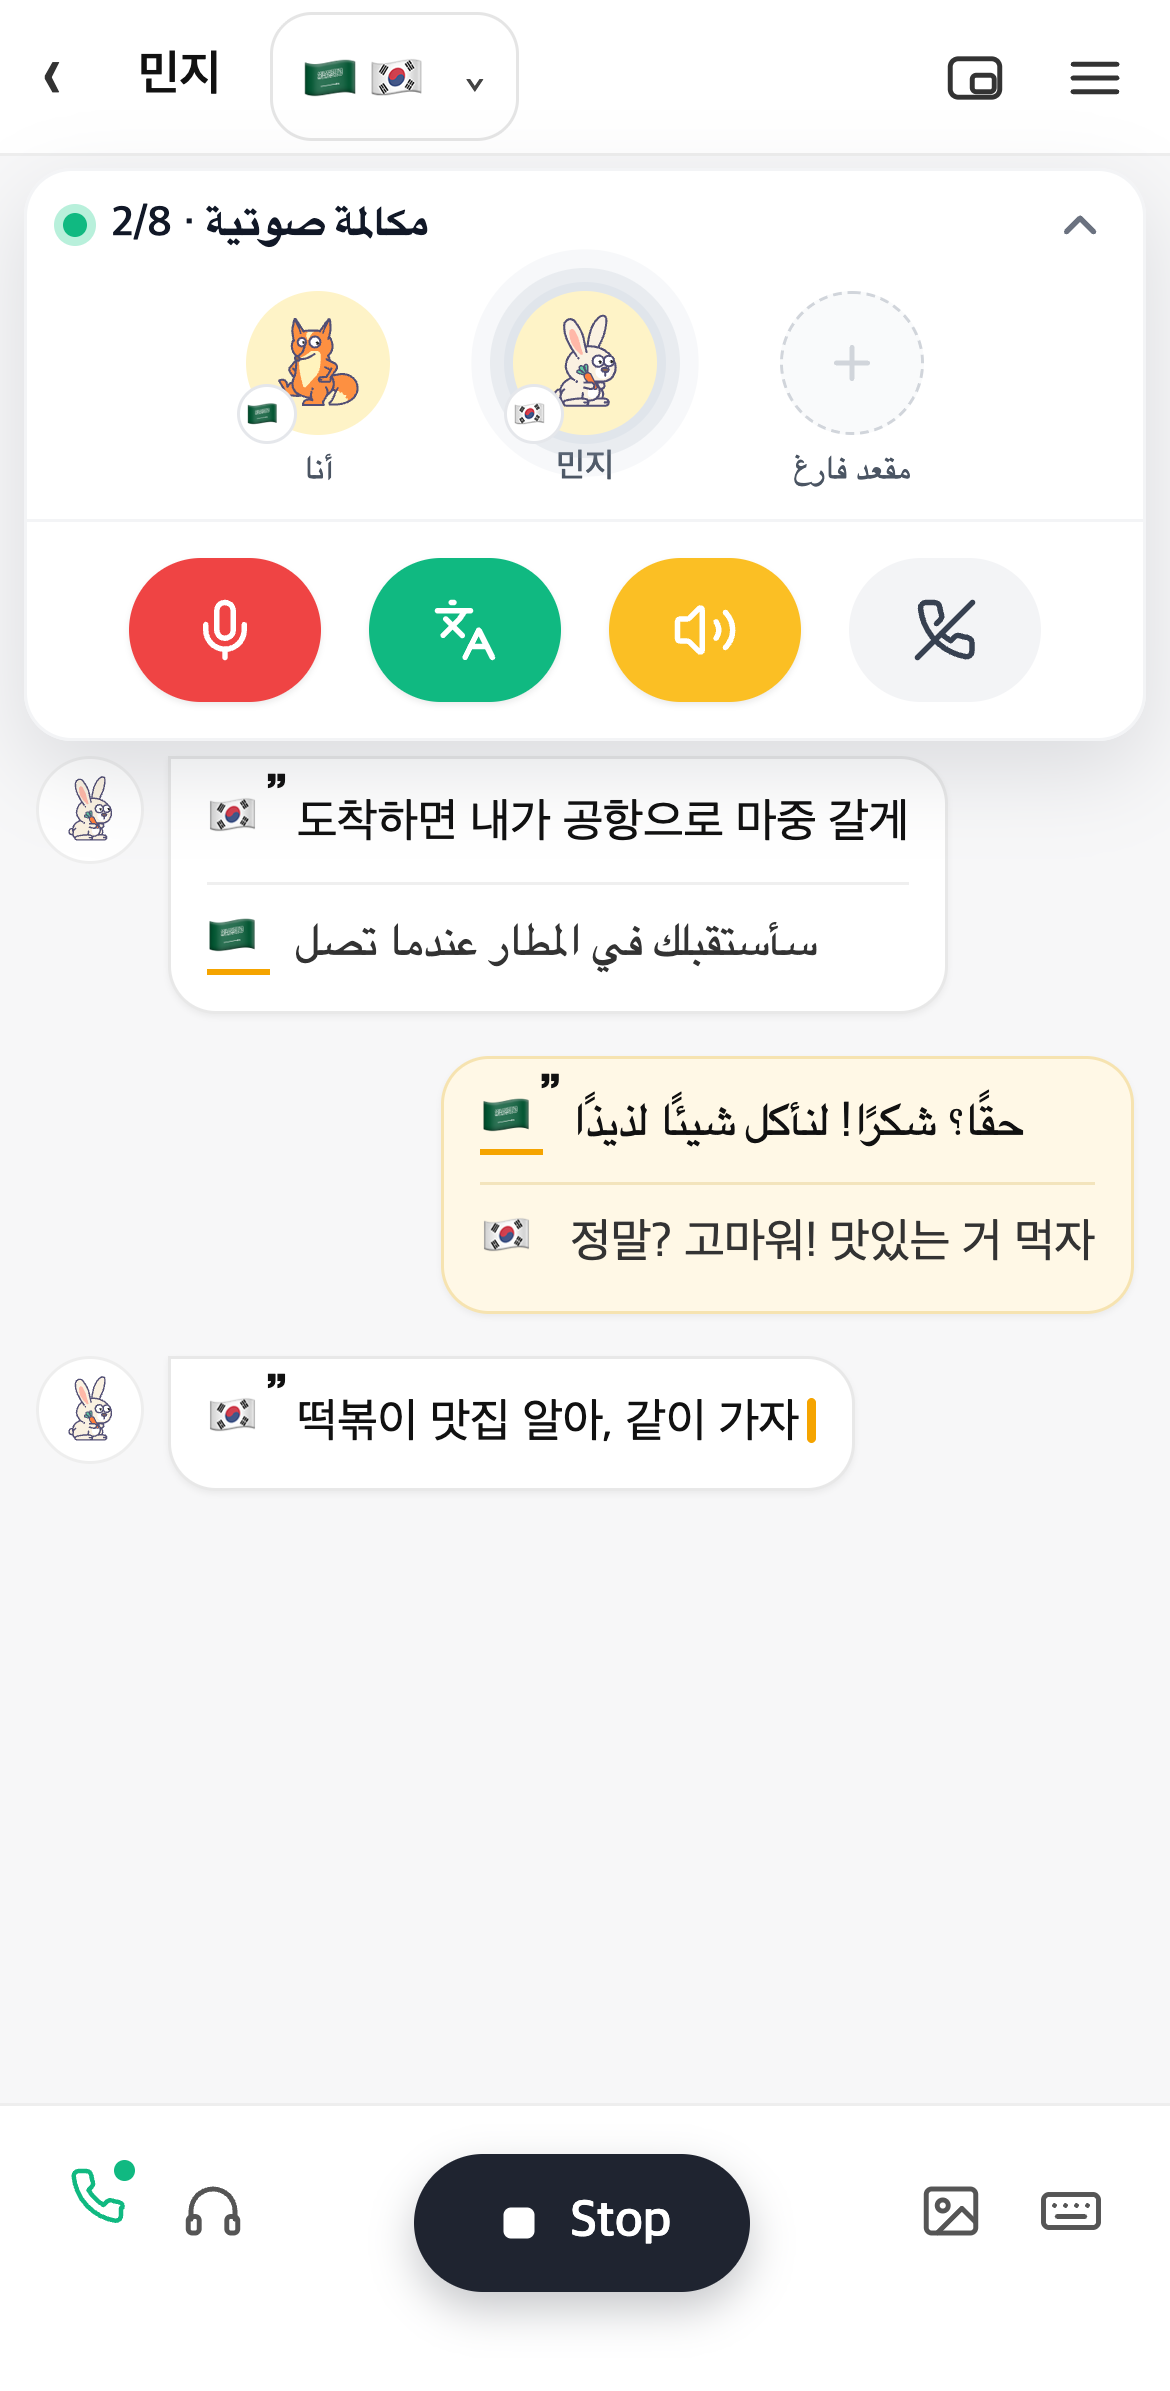 민지
2/8 · مكالمة صوتية
أنا
민지
مقعد فارغ
도착하면 내가 공항으로 마중 갈게
سأستقبلك في المطار عندما تصل
حقًا؟ شكرًا! لنأكل شيئًا لذيذًا
정말? 고마워! 맛있는 거 먹자
떡볶이 맛집 알아, 같이 가자
Stop